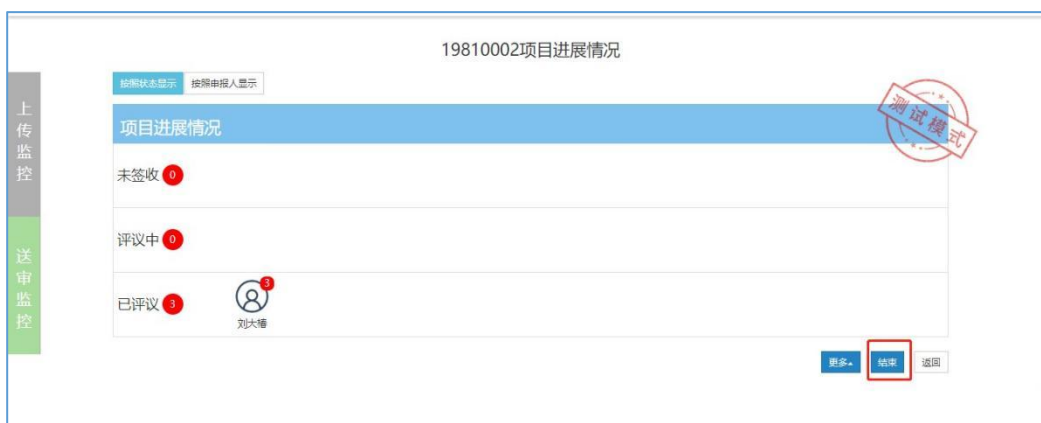 19810002项目进展情况
按照状态显示 按照申报人显示
项目进展情况
测试模式
上传监控
未签收 0
评议中 0
送审监控
已评议 3
3
刘大椿
更多 结束 返回